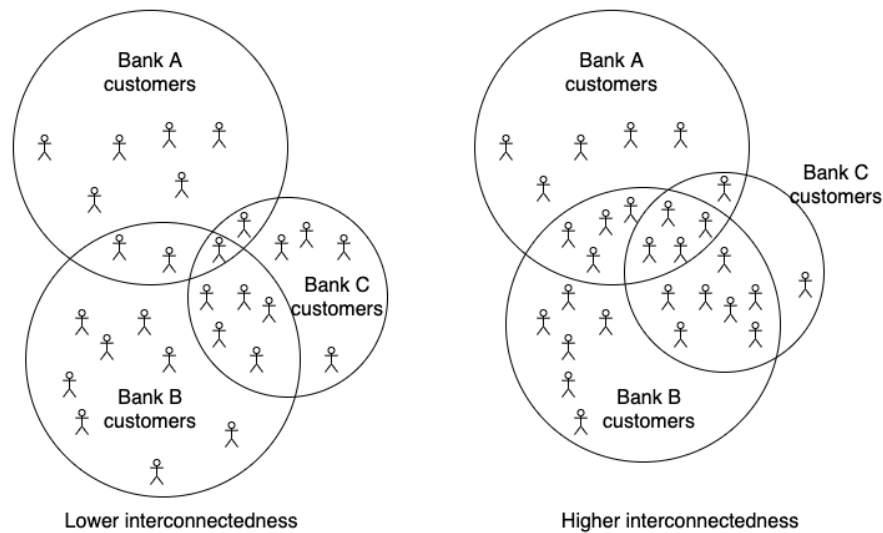 Bank A
customers
Bank C
customers
Bank B
customers
Lower interconnectedness
Bank A
customers
Bank C
customers
Bank B
customers
Higher interconnectedness